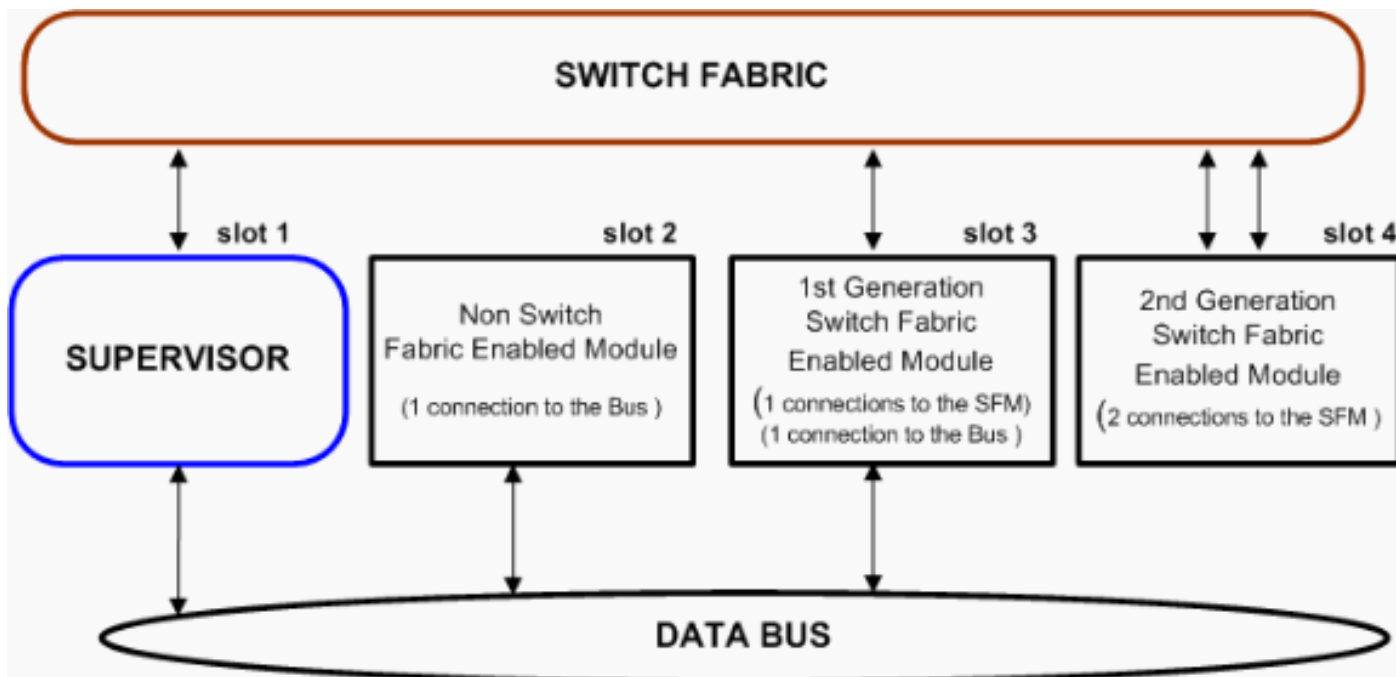 SWITCH FABRIC
slot 1
slot 2
slot 3
slot 4
SUPERVISOR
Non Switch
Fabric Enabled Module
(1 connection to the Bus )
1st Generation
Switch Fabric
Enabled Module
(1 connections to the SFM)
(1 connection to the Bus )
2nd Generation
Switch Fabric
Enabled Module
(2 connections to the SFM )
DATA BUS